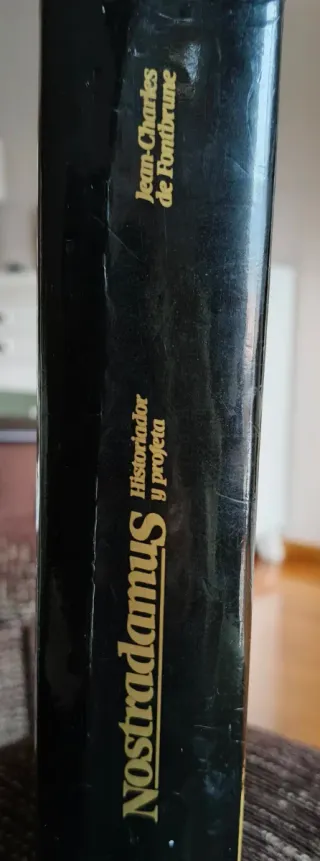 Nostradamus
Historiador
y profeta
Jean-Charles
de Fontbrune